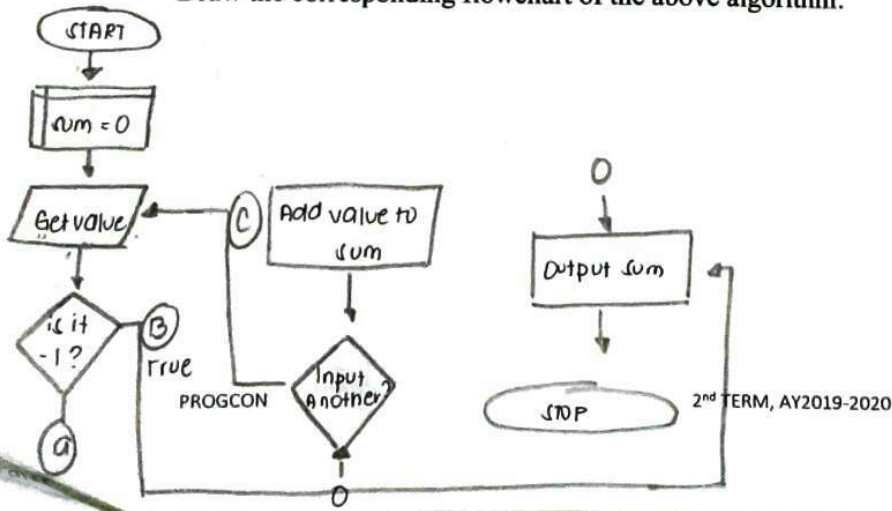 Draw the corresponding flowchart of the above algorithm.
START
sum = 0
Get value
is it
-1?
a
B
True
C
Add value to
sum
Input
Another?
O
PROGCON
O
Output sum
STOP
2nd TERM, AY2019-2020